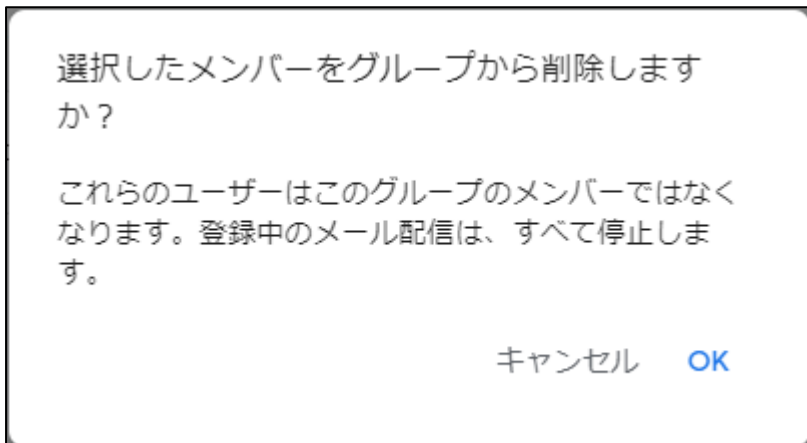 選択したメンバーをグループから削除します
か？
これらのユーザーはこのグループのメンバーではなく
なります。登録中のメール配信は、すべて停止しま
す。
キャンセル OK